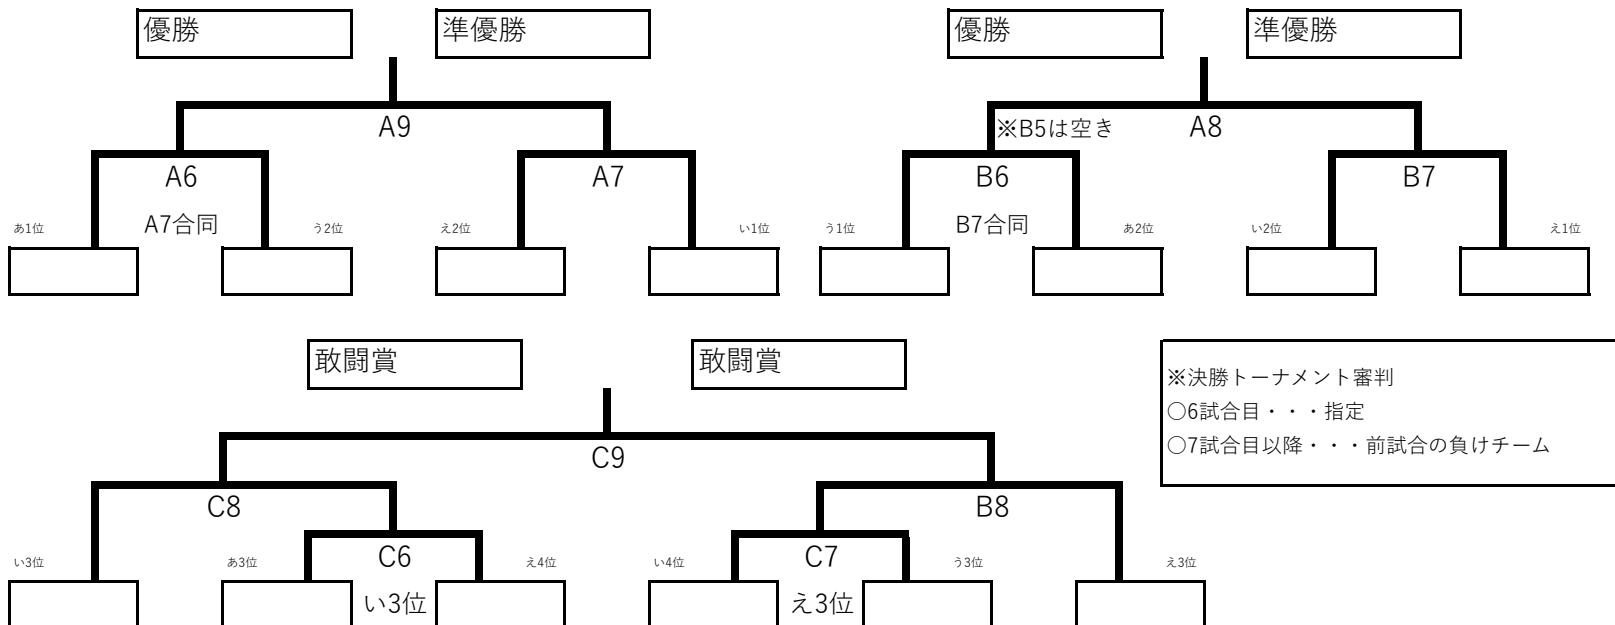 優勝
準優勝
優勝
準優勝
A9
※B5は空き
A8
A6
A7
B6
B7
あ1位
A7合同
う2位
え2位
い1位
う1位
B7合同
あ2位
い2位
え1位
敢闘賞
敢闘賞
※決勝トーナメント審判
○6試合目・・・指定
○7試合目以降・・・前試合の負けチーム
C9
C8
B8
C6
C7
い3位
あ3位
え4位
い4位
う3位
え3位
い3位
え3位